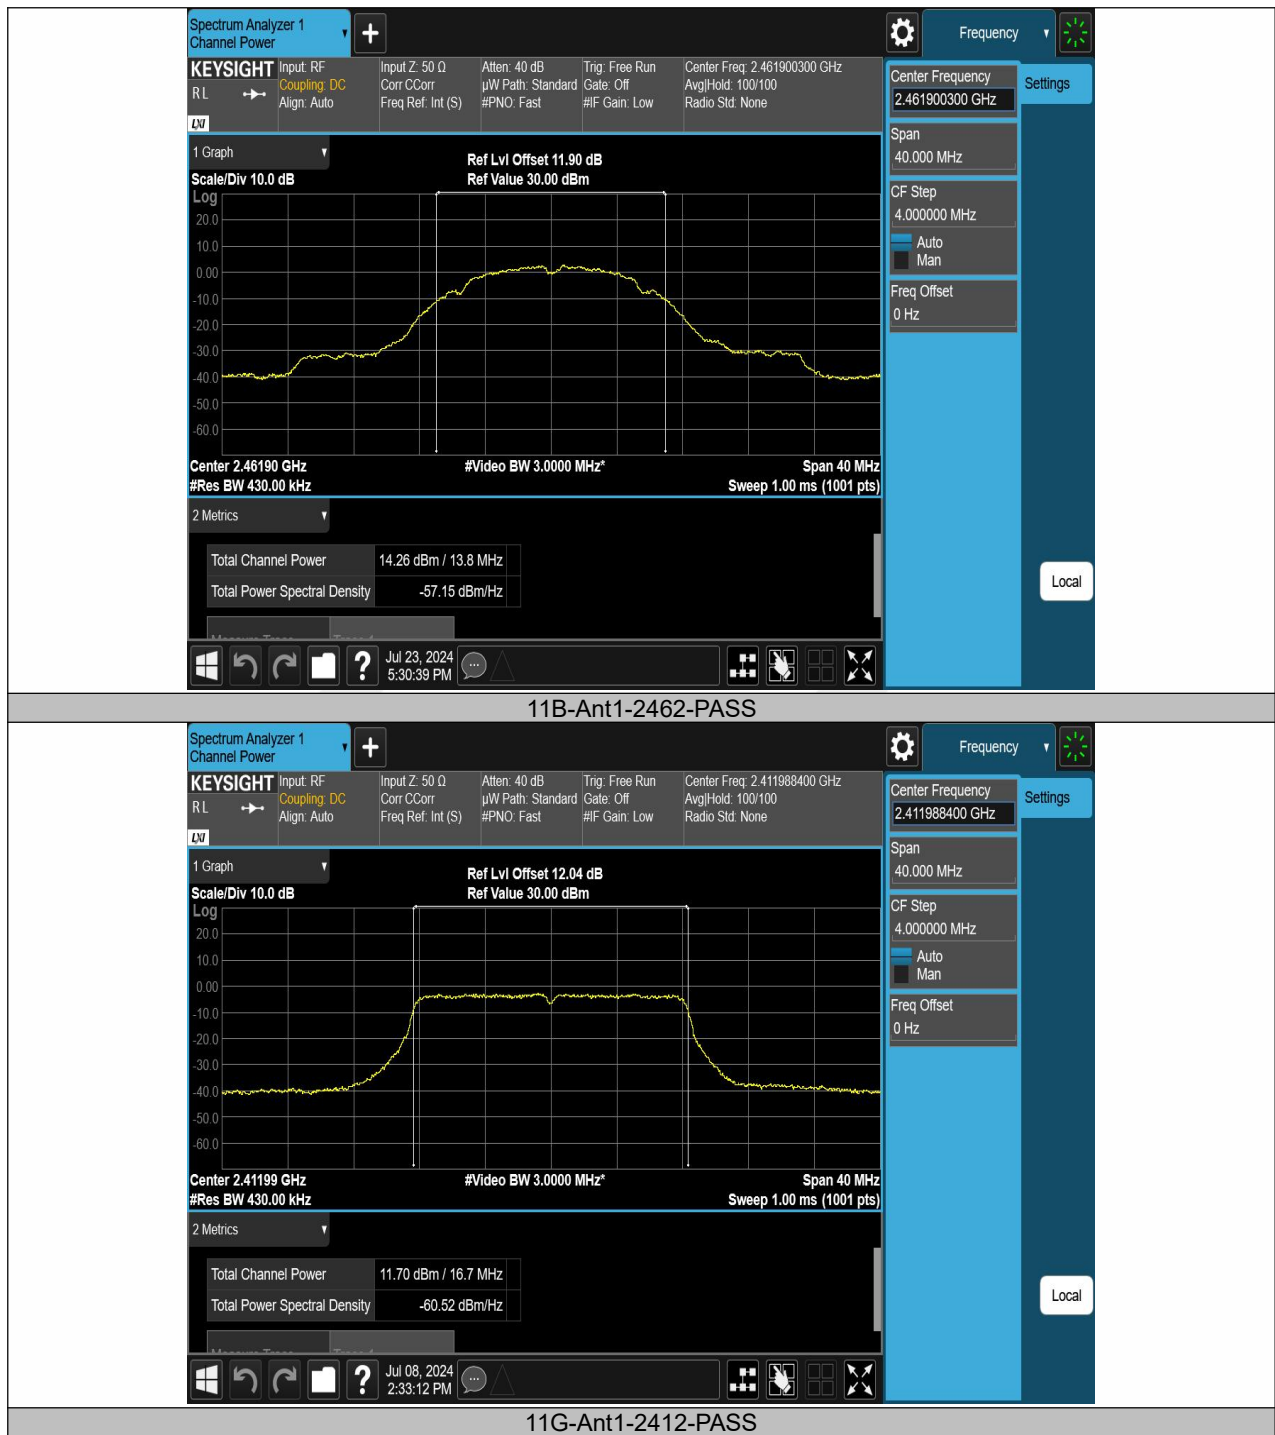 Spectrum Analyzer 1
Channel Power
Frequency
KEYSIGHT
R L
LXI
Input: RF
Coupling: DC
Align: Auto
Input Z: 50 Ω
Corr CCorr
Freq Ref: Int (S)
Atten: 40 dB
µW Path: Standard
#PNO: Fast
Trig: Free Run
Gate: Off
#IF Gain: Low
Center Freq: 2.461900300 GHz
Avg|Hold: 100/100
Radio Std: None
Center Frequency
2.461900300 GHz
Settings
Span
40.000 MHz
CF Step
4.000000 MHz
Auto
Man
Freq Offset
0 Hz
Local
1 Graph
Scale/Div 10.0 dB
Ref Lvl Offset 11.90 dB
Ref Value 30.00 dBm
Log
20.0
10.0
0.00
-10.0
-20.0
-30.0
-40.0
-50.0
-60.0
Center 2.46190 GHz
#Video BW 3.0000 MHz*
Span 40 MHz
#Res BW 430.00 kHz
Sweep 1.00 ms (1001 pts)
2 Metrics
Total Channel Power 14.26 dBm / 13.8 MHz
Total Power Spectral Density -57.15 dBm/Hz
?
Jul 23, 2024
5:30:39 PM
11B-Ant1-2462-PASS
Spectrum Analyzer 1
Channel Power
Frequency
KEYSIGHT
R L
LXI
Input: RF
Coupling: DC
Align: Auto
Input Z: 50 Ω
Corr CCorr
Freq Ref: Int (S)
Atten: 40 dB
µW Path: Standard
#PNO: Fast
Trig: Free Run
Gate: Off
#IF Gain: Low
Center Freq: 2.411988400 GHz
Avg|Hold: 100/100
Radio Std: None
Center Frequency
2.411988400 GHz
Settings
Span
40.000 MHz
CF Step
4.000000 MHz
Auto
Man
Freq Offset
0 Hz
Local
1 Graph
Scale/Div 10.0 dB
Ref Lvl Offset 12.04 dB
Ref Value 30.00 dBm
Log
20.0
10.0
0.00
-10.0
-20.0
-30.0
-40.0
-50.0
-60.0
Center 2.41199 GHz
#Video BW 3.0000 MHz*
Span 40 MHz
#Res BW 430.00 kHz
Sweep 1.00 ms (1001 pts)
2 Metrics
Total Channel Power 11.70 dBm / 16.7 MHz
Total Power Spectral Density -60.52 dBm/Hz
?
Jul 08, 2024
2:33:12 PM
11G-Ant1-2412-PASS